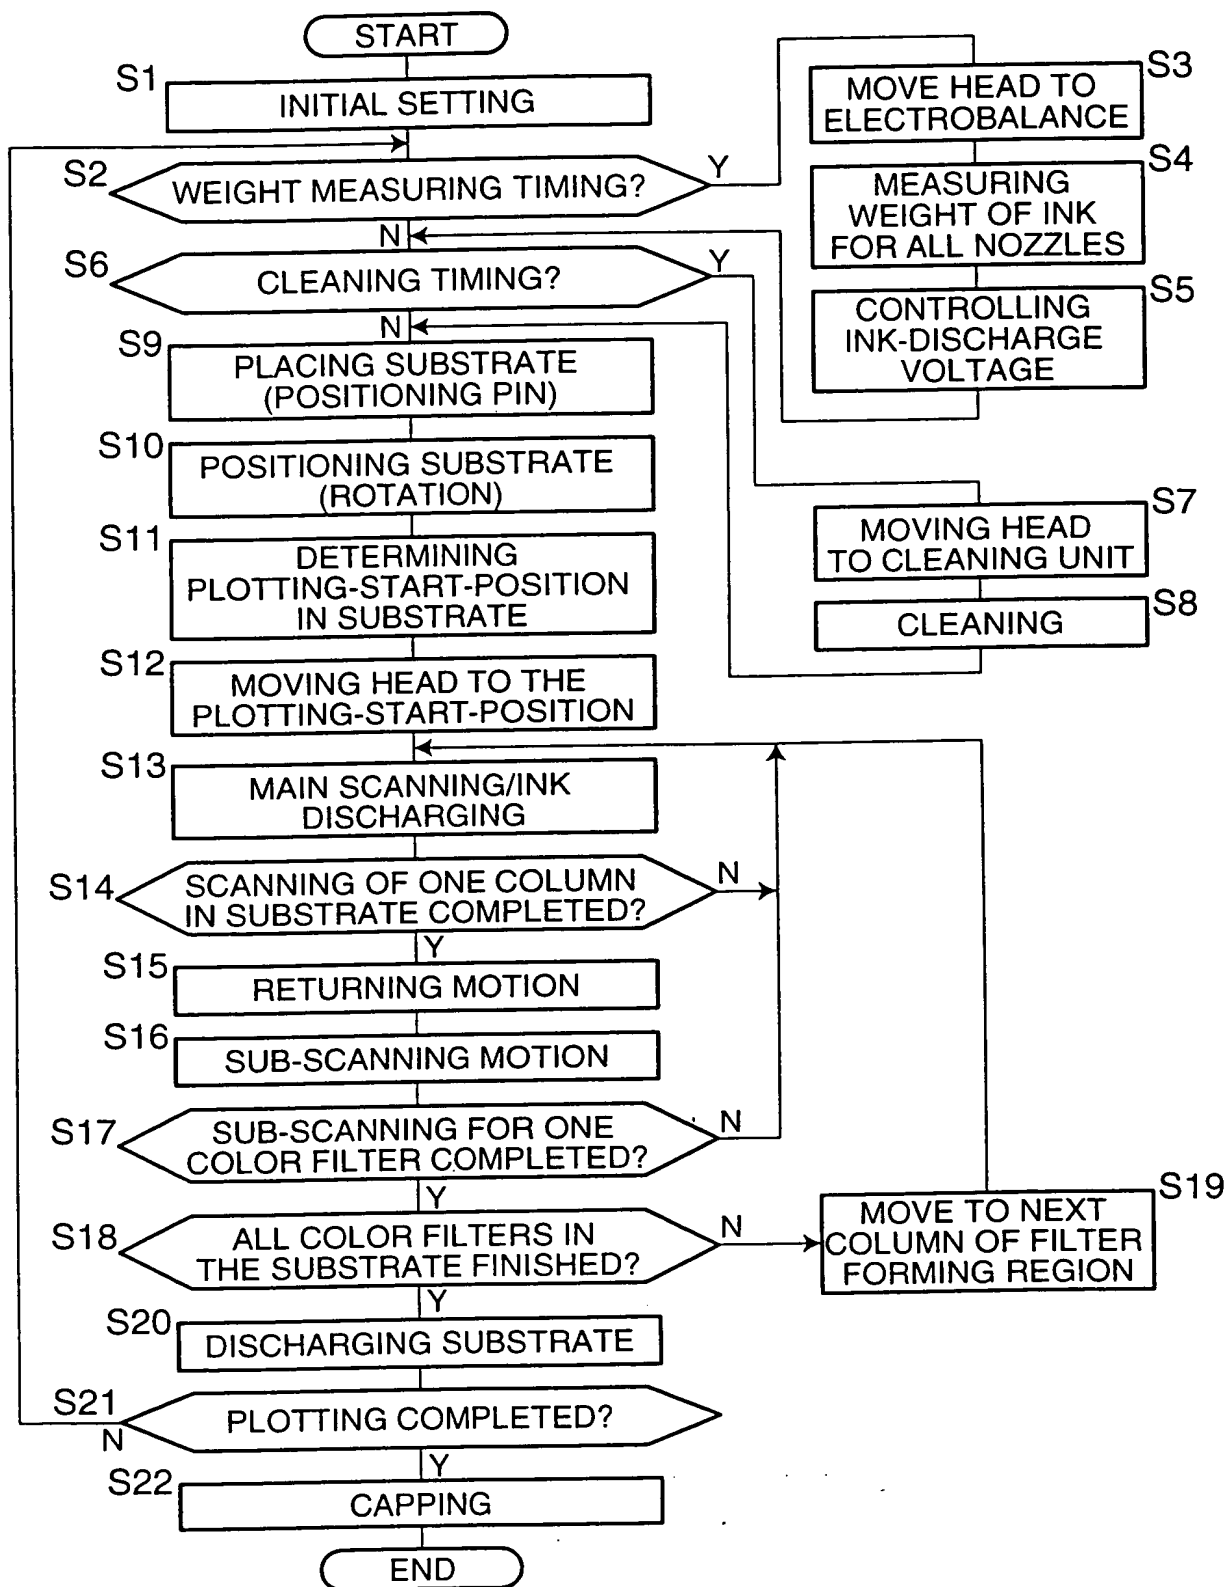 START
S1
INITIAL SETTING
S2
WEIGHT MEASURING TIMING?
Y
N
S3
MOVE HEAD TO
ELECTROBALANCE
S4
MEASURING
WEIGHT OF INK
FOR ALL NOZZLES
S5
CONTROLLING
INK-DISCHARGE
VOLTAGE
S6
CLEANING TIMING?
Y
N
S7
MOVING HEAD
TO CLEANING UNIT
S8
CLEANING
S9
PLACING SUBSTRATE
(POSITIONING PIN)
S10
POSITIONING SUBSTRATE
(ROTATION)
S11
DETERMINING
PLOTTING-START-POSITION
IN SUBSTRATE
S12
MOVING HEAD TO THE
PLOTTING-START-POSITION
S13
MAIN SCANNING/INK
DISCHARGING
S14
SCANNING OF ONE COLUMN
IN SUBSTRATE COMPLETED?
N
Y
S15
RETURNING MOTION
S16
SUB-SCANNING MOTION
S17
SUB-SCANNING FOR ONE
COLOR FILTER COMPLETED?
N
Y
S18
ALL COLOR FILTERS IN
THE SUBSTRATE FINISHED?
N
Y
S19
MOVE TO NEXT
COLUMN OF FILTER
FORMING REGION
S20
DISCHARGING SUBSTRATE
S21
PLOTTING COMPLETED?
N
Y
S22
CAPPING
END